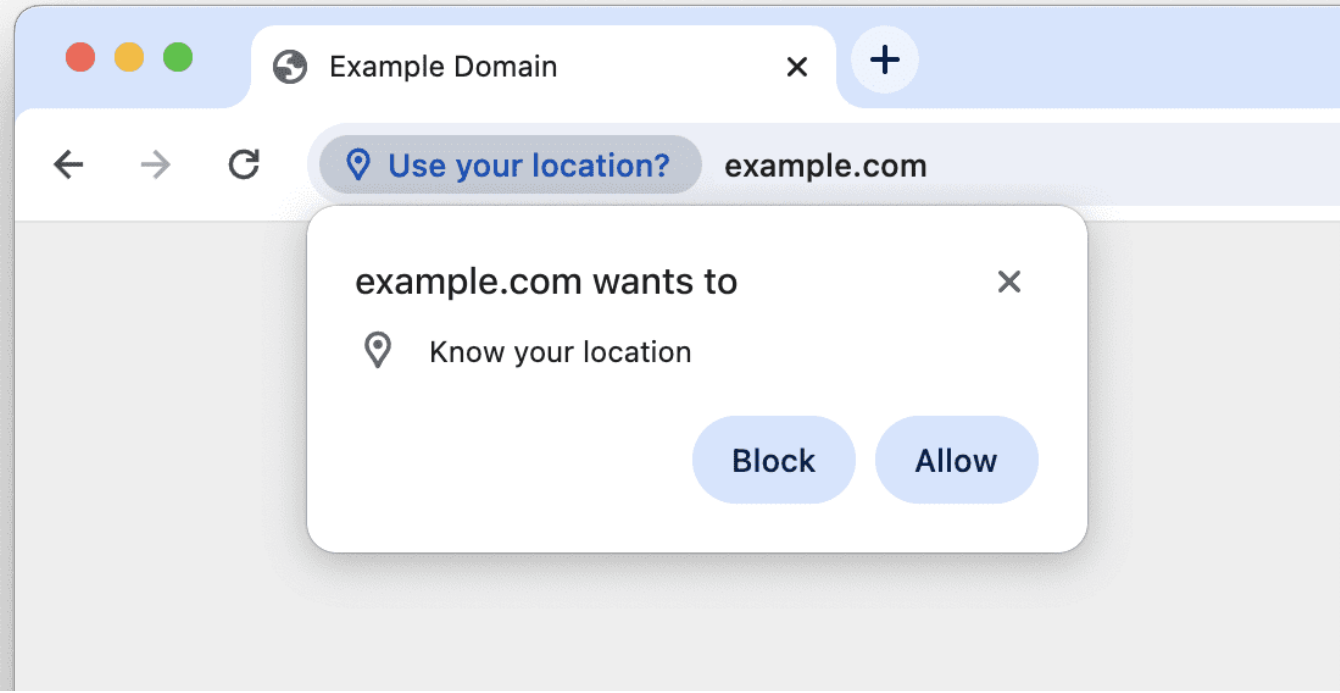 Example Domain
Use your location? example.com
example.com wants to
Know your location
Block Allow